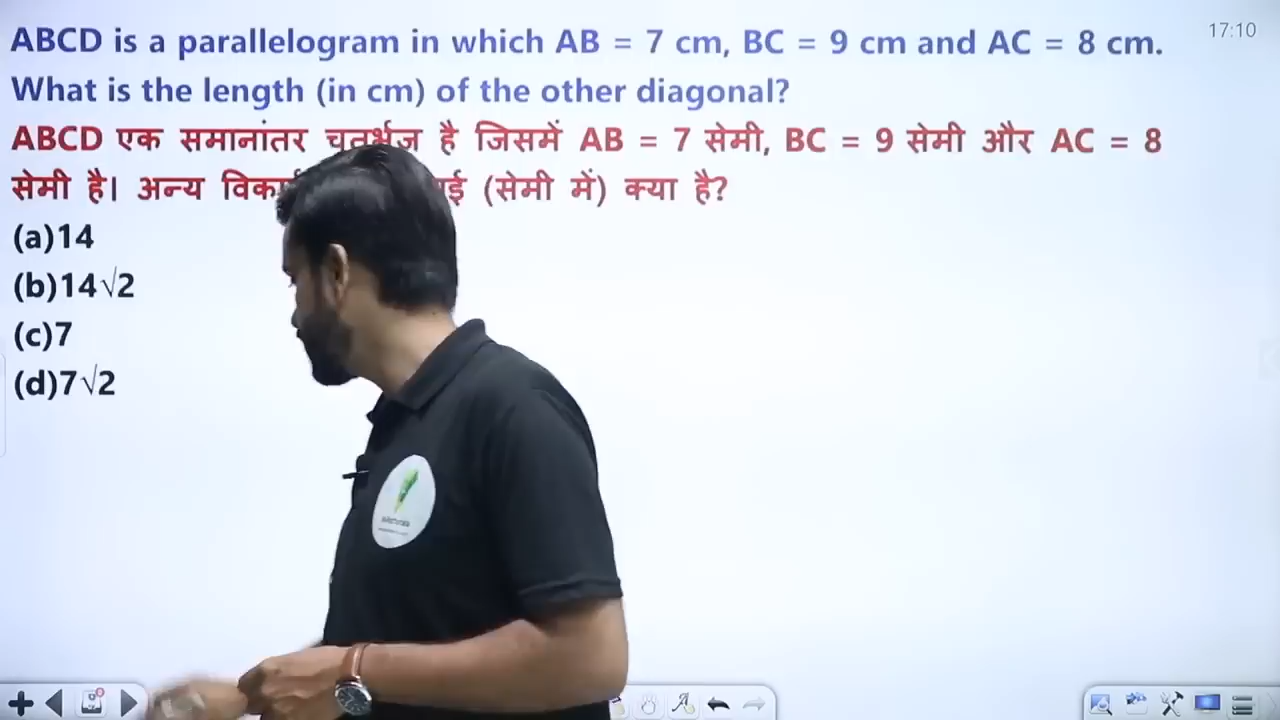 ABCD is a parallelogram in which AB = 7 cm, BC = 9 cm and AC = 8 cm.
17:10
What is the length (in cm) of the other diagonal?
ABCD एक समानांतर चतुर्भुज है जिसमें AB = 7 सेमी, BC = 9 सेमी और AC = 8
सेमी है। अन्य (सेमी में) क्या है?
(a)14
(b)14√2
(c)7
(d)7√2